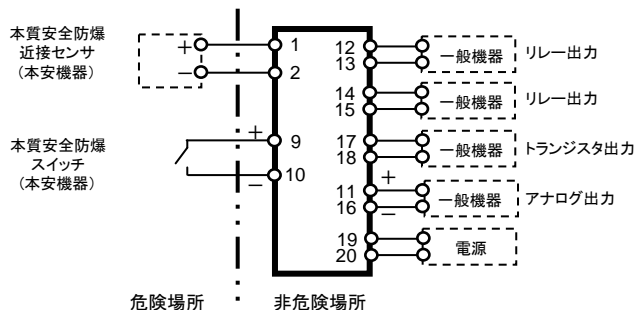 本質安全防爆
近接センサ
(本安機器)
+
−
1
2
本質安全防爆
スイッチ
(本安機器)
+
−
9
10
12
13
一般機器
リレー出力
14
15
一般機器
リレー出力
17
18
一般機器
トランジスタ出力
11
16
+
−
一般機器
アナログ出力
19
20
電源
危険場所
非危険場所